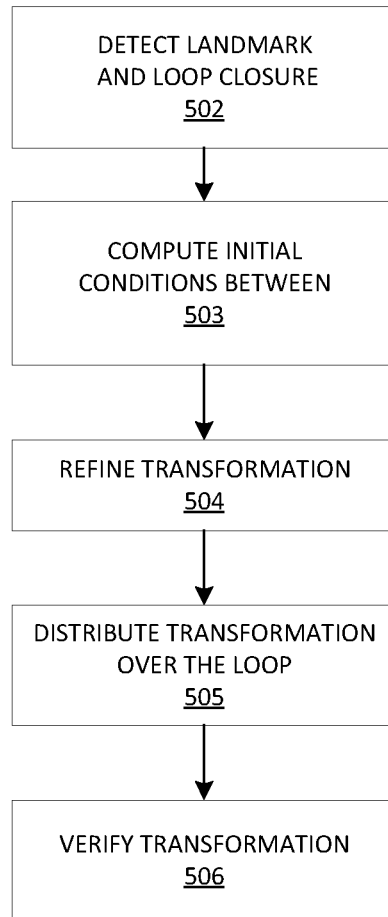 DETECT LANDMARK
AND LOOP CLOSURE
502
COMPUTE INITIAL
CONDITIONS BETWEEN
503
REFINE TRANSFORMATION
504
DISTRIBUTE TRANSFORMATION
OVER THE LOOP
505
VERIFY TRANSFORMATION
506